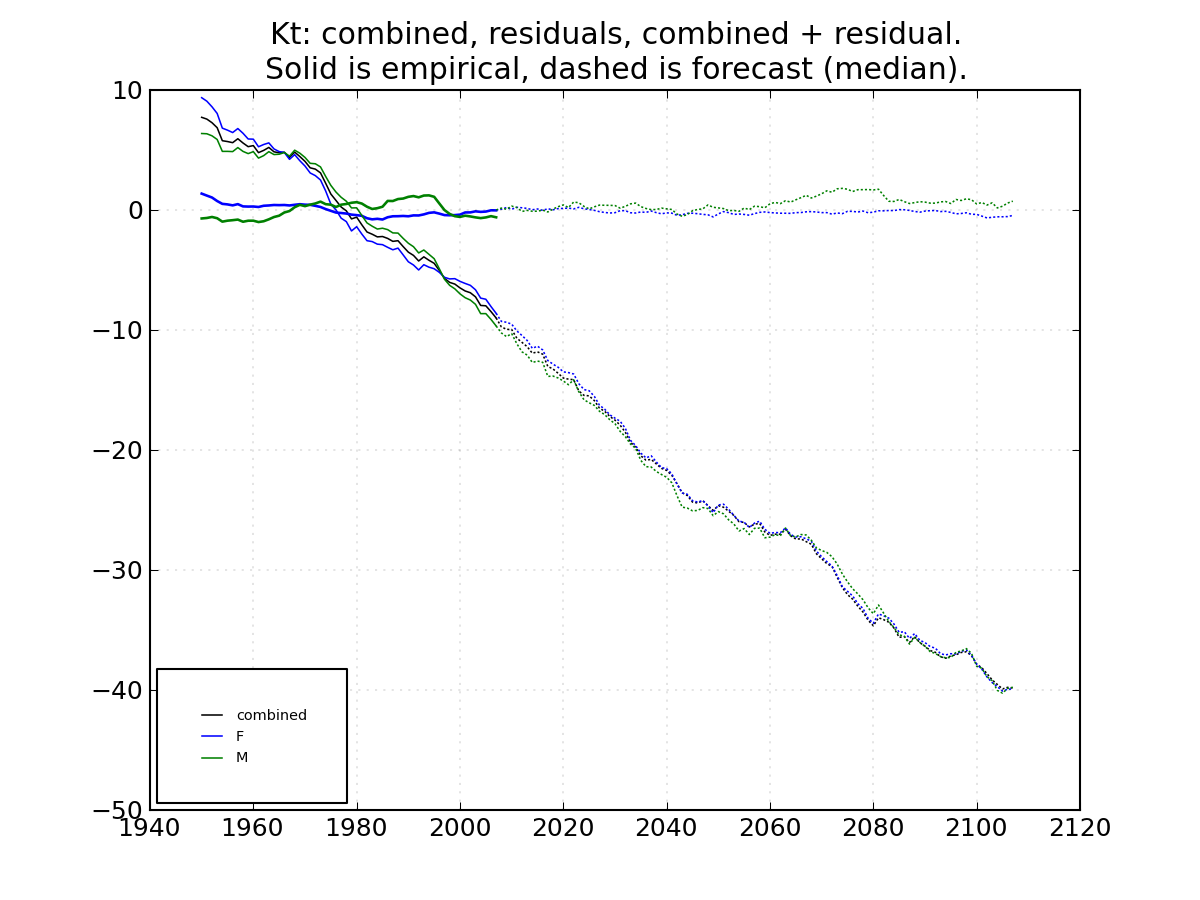 Kt: combined, residuals, combined + residual.
Solid is empirical, dashed is forecast (median).
10
0
−10
−20
−30
−40
−50
combined
F
M
1940 1960 1980 2000 2020 2040 2060 2080 2100 2120